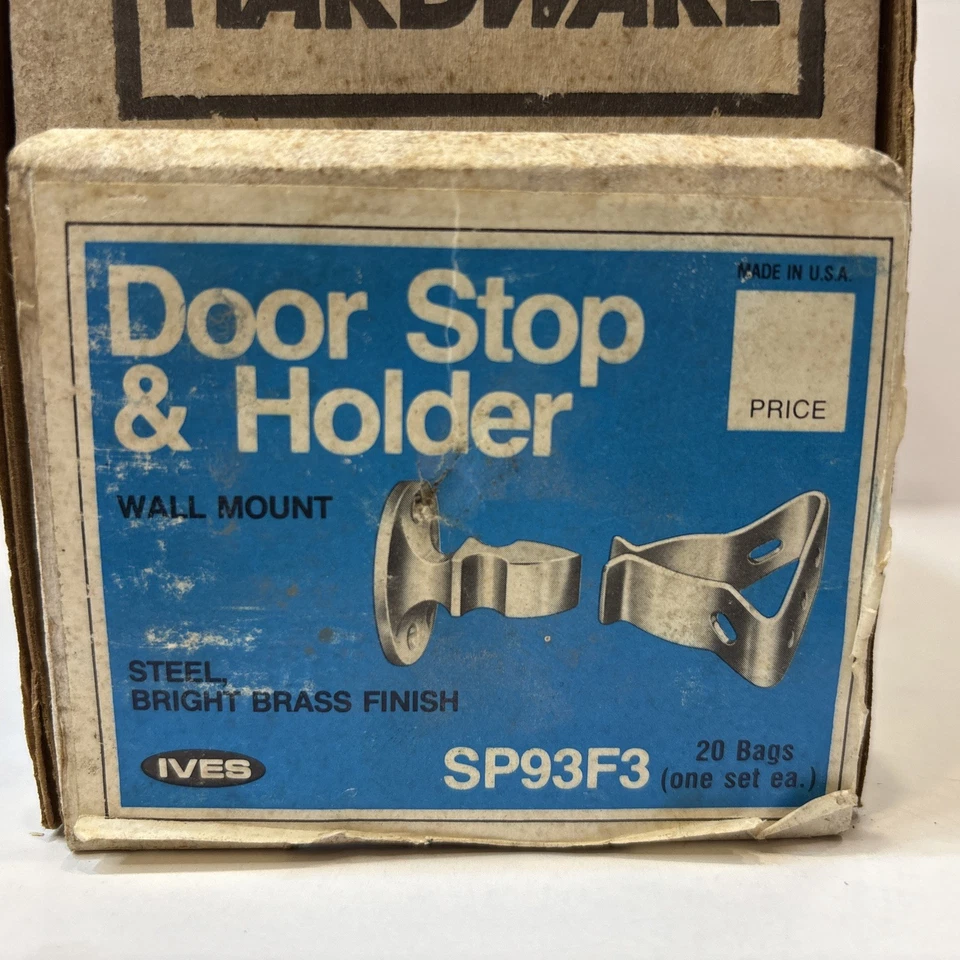 HARDWARE
MADE IN U.S.A.
Door Stop
& Holder
PRICE
WALL MOUNT
STEEL,
BRIGHT BRASS FINISH
IVES
SP93F3
20 Bags
(one set ea.)